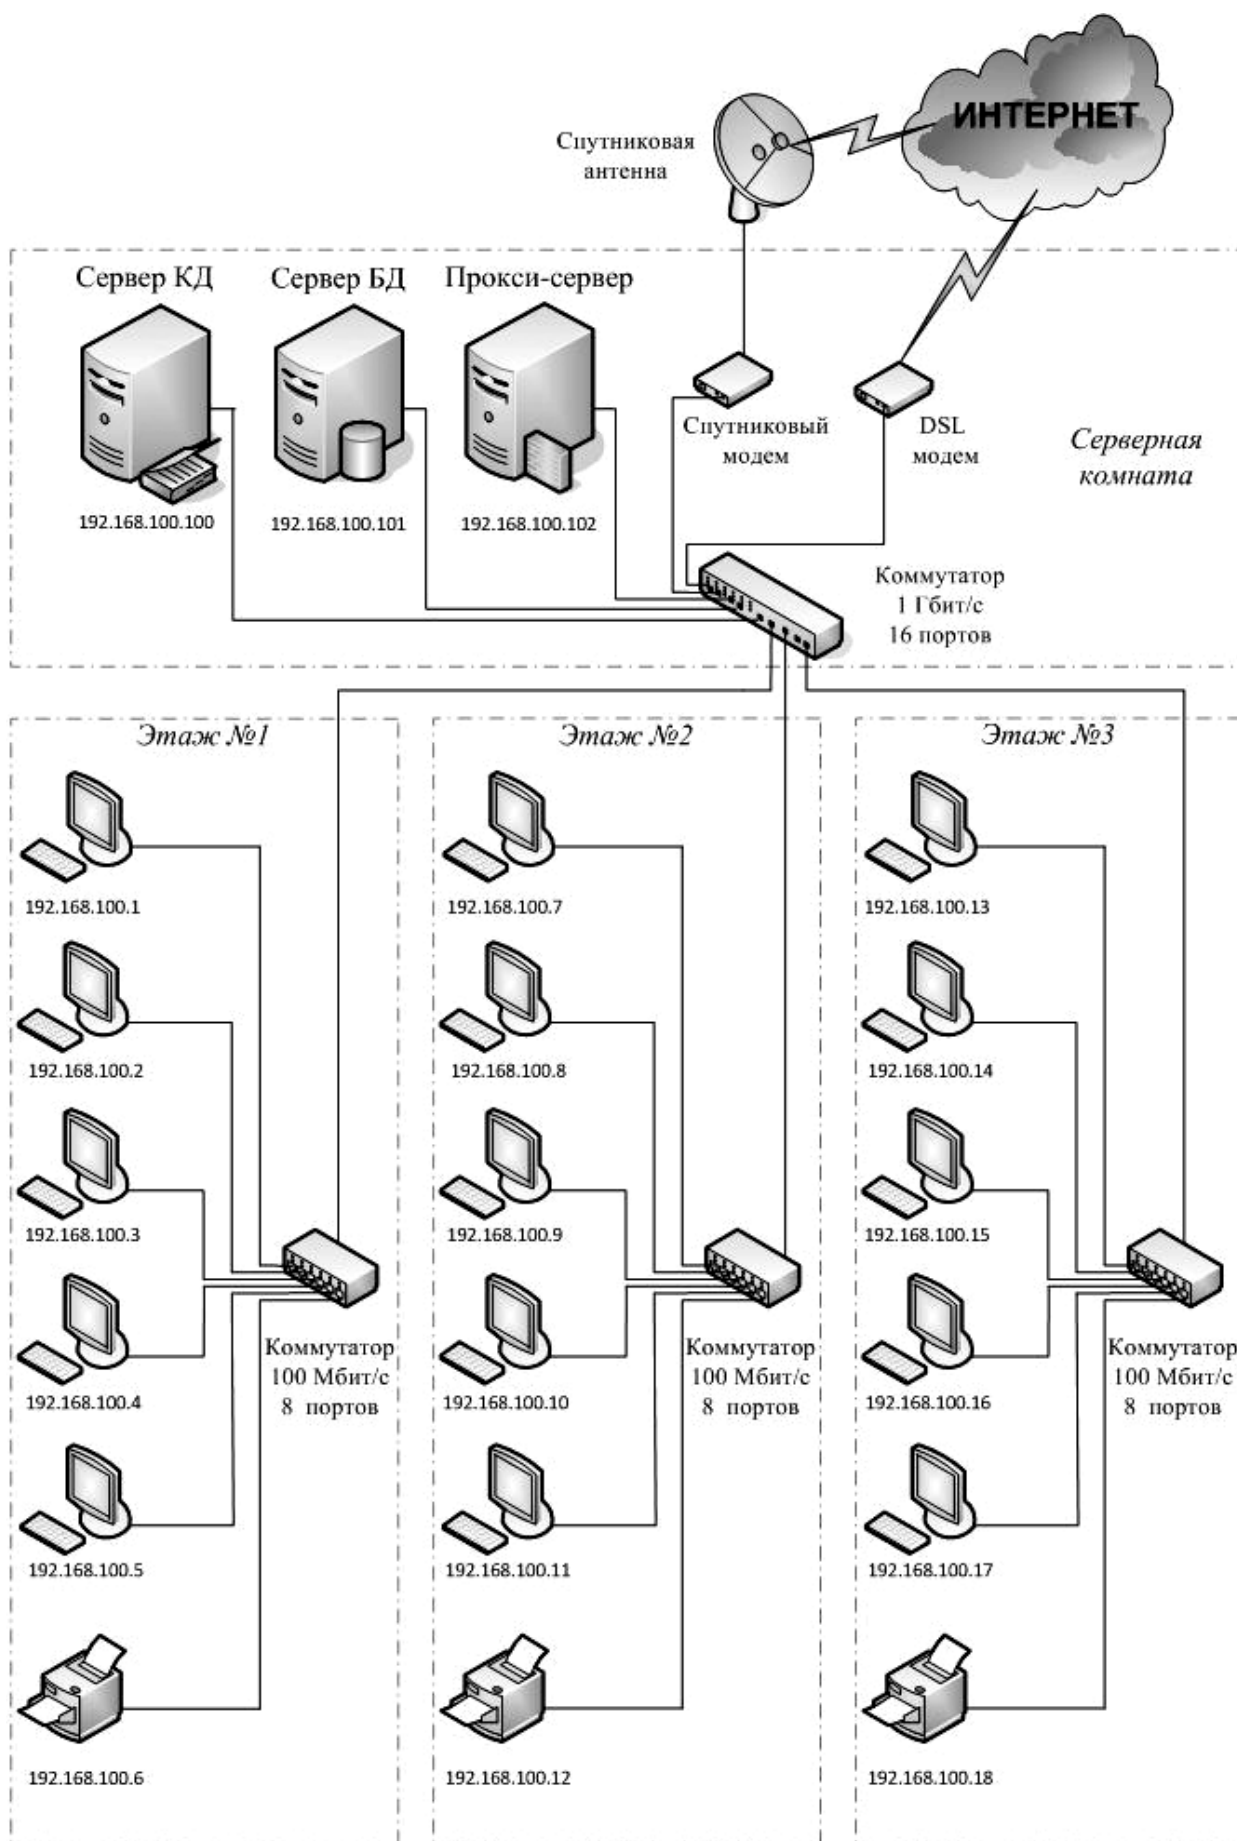 ИНТЕРНЕТ
Спутниковая
антенна
Сервер КД
Сервер БД
Прокси-сервер
192.168.100.100
192.168.100.101
192.168.100.102
Спутниковый
модем
DSL
модем
Серверная
комната
Коммутатор
1 Гбит/с
16 портов
Этаж №1
192.168.100.1
192.168.100.2
192.168.100.3
192.168.100.4
192.168.100.5
192.168.100.6
Коммутатор
100 Мбит/с
8 портов
Этаж №2
192.168.100.7
192.168.100.8
192.168.100.9
192.168.100.10
192.168.100.11
192.168.100.12
Коммутатор
100 Мбит/с
8 портов
Этаж №3
192.168.100.13
192.168.100.14
192.168.100.15
192.168.100.16
192.168.100.17
192.168.100.18
Коммутатор
100 Мбит/с
8 портов